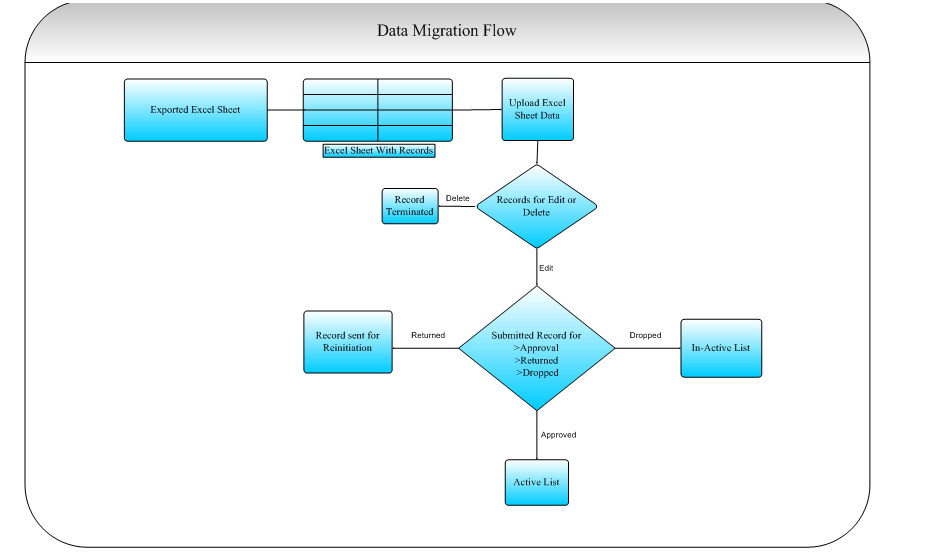 Data Migration Flow
Exported Excel Sheet
Upload Excel
Sheet Data
Excel Sheet With Records
Record
Terminated
Delete
Records for Edit or
Delete
Edit
Record sent for
Reinitiation
Returned
Submitted Record for
>Approval
>Returned
>Dropped
Dropped
In-Active List
Approved
Active List